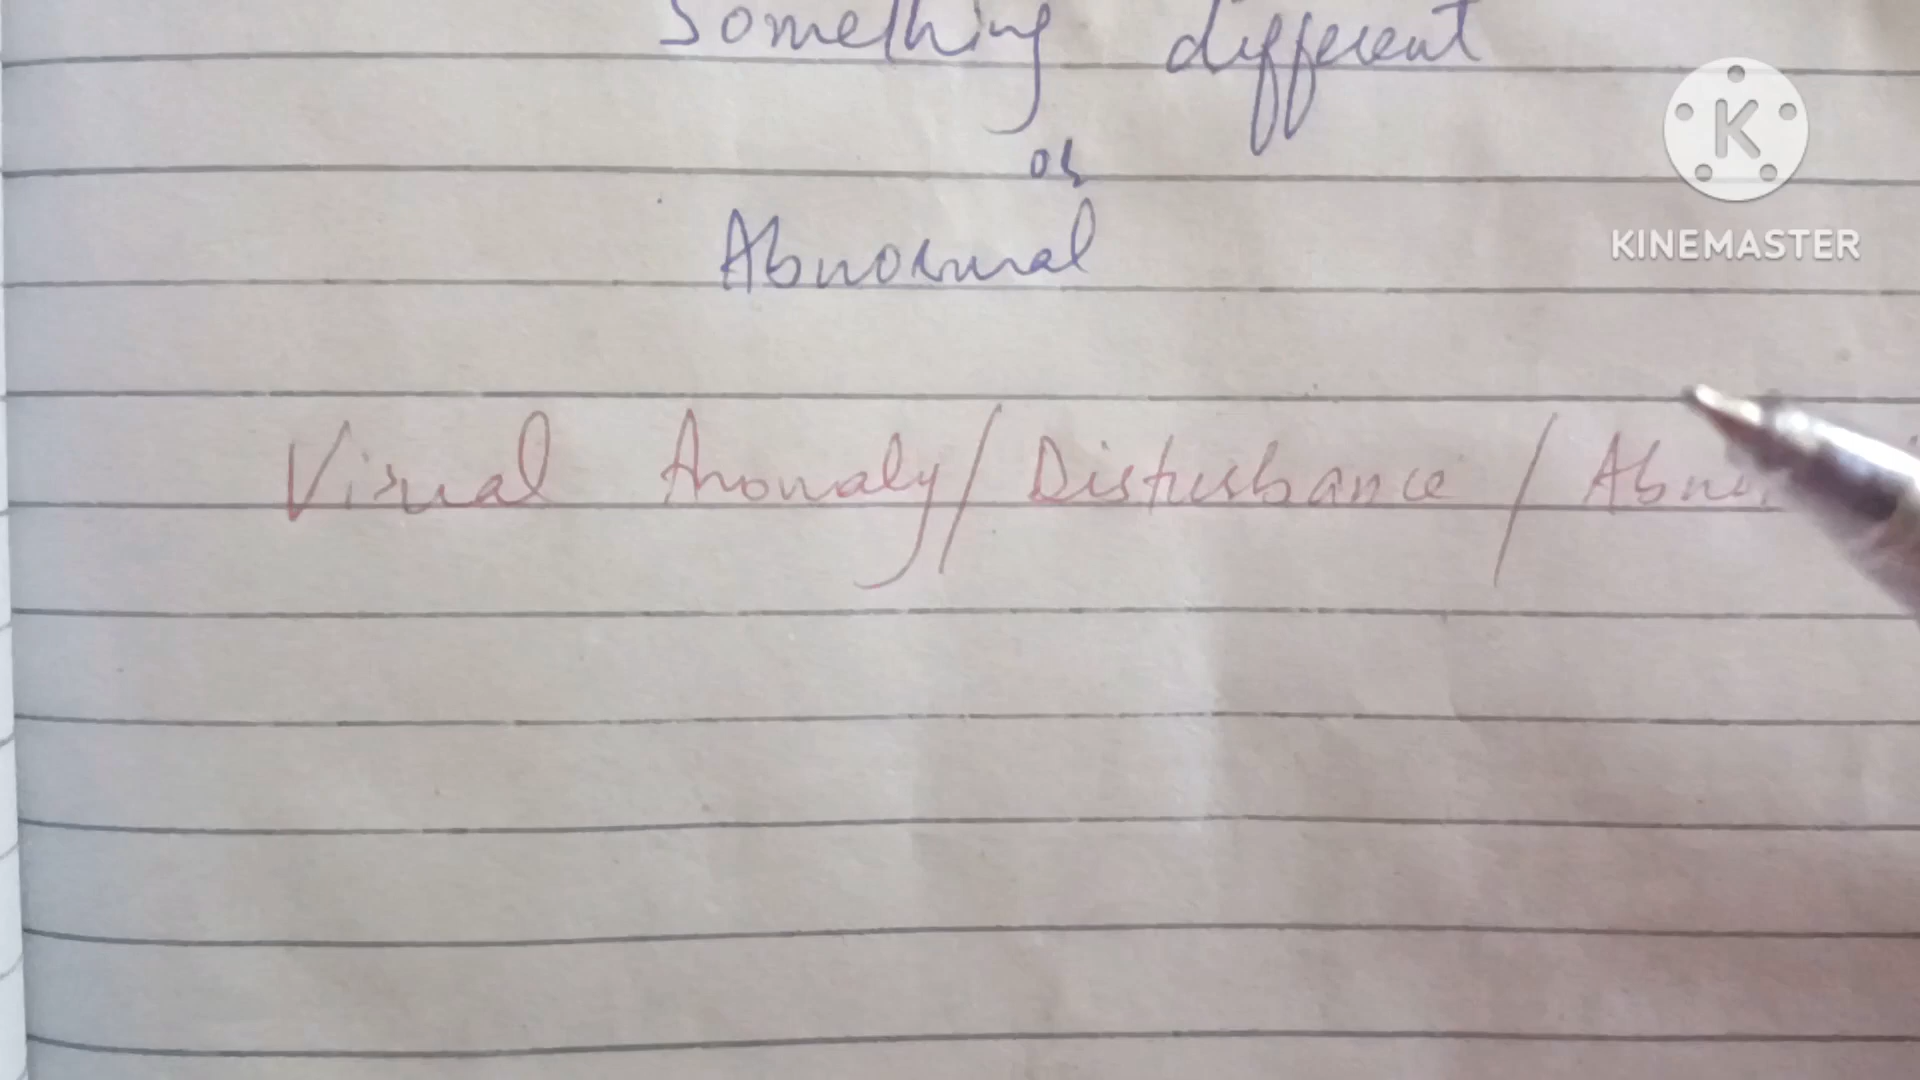 Something different
or
Abnormal
Visual Anomaly / Disturbance /
K
KINEMASTER